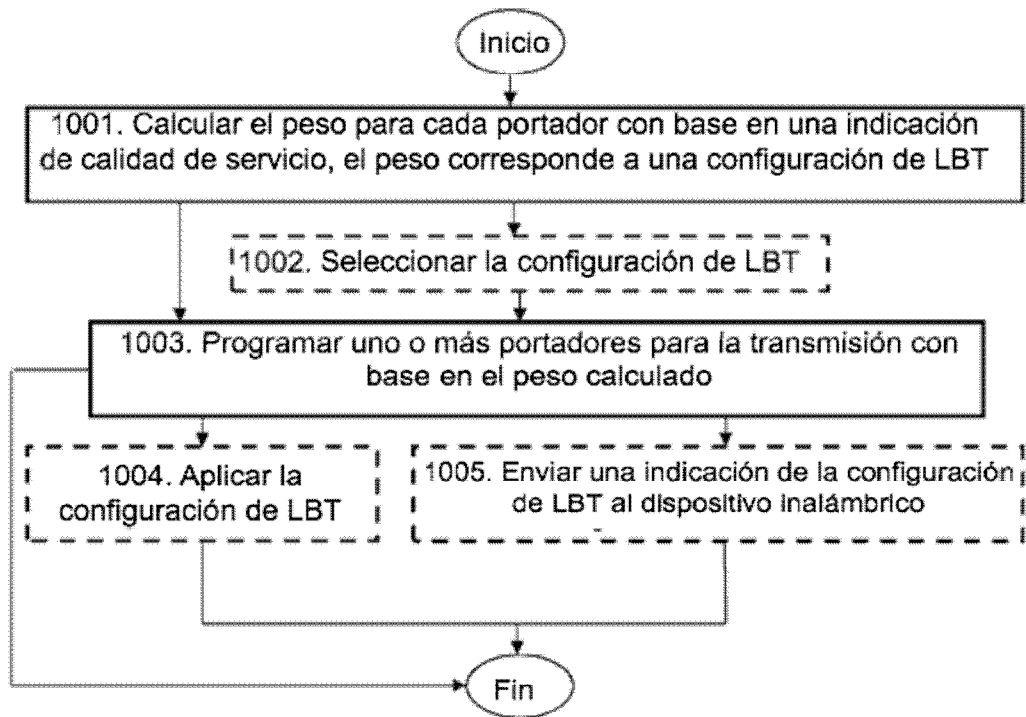 Inicio
1001. Calcular el peso para cada portador con base en una indicación
de calidad de servicio, el peso corresponde a una configuración de LBT
1002. Seleccionar la configuración de LBT
1003. Programar uno o más portadores para la transmisión con
base en el peso calculado
1004. Aplicar la
configuración de LBT
1005. Enviar una indicación de la configuración
de LBT al dispositivo inalámbrico
Fin